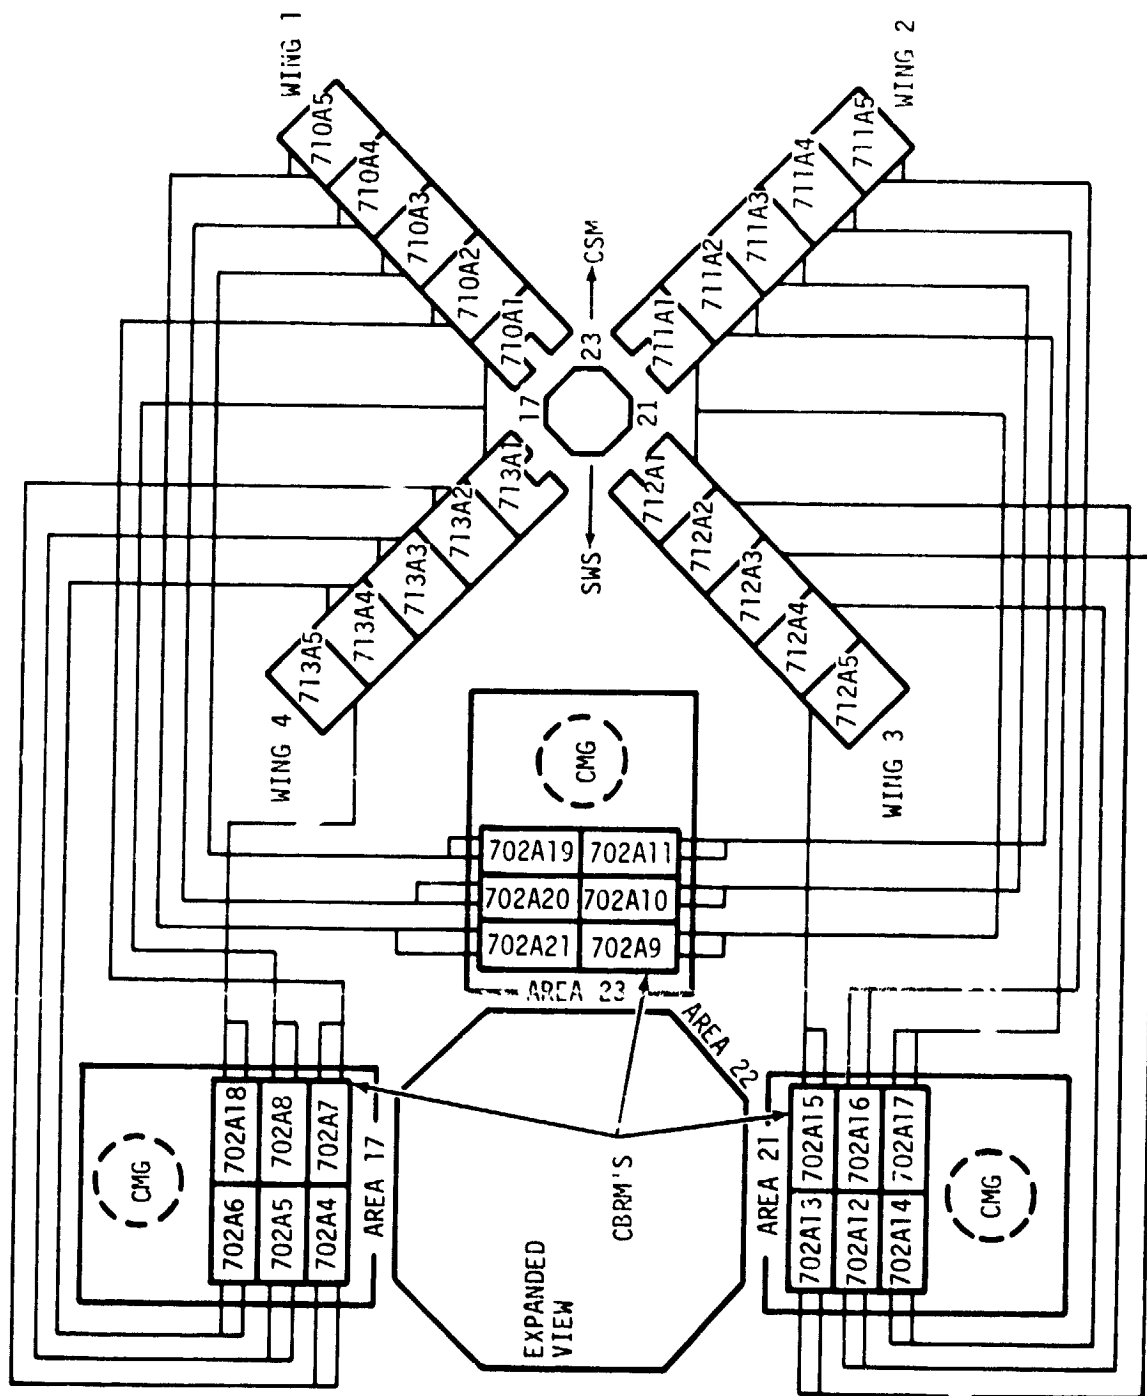 WING 1
710A5
710A4
710A3
710A2
710A1
WING 2
711A5
711A4
711A3
711A2
711A1
CSM
23
17
21
SWS
713A1
713A2
713A3
713A4
713A5
WING 4
712A1
712A2
712A3
712A4
712A5
WING 3
CMG
702A19
702A11
702A20
702A10
702A21
702A9
AREA 23
AREA 22
CMG
702A6
702A18
702A5
702A8
702A4
702A7
AREA 17
EXPANDED
VIEW
CBRM'S
AREA 21
702A13
702A15
702A12
702A16
702A14
702A17
CMG